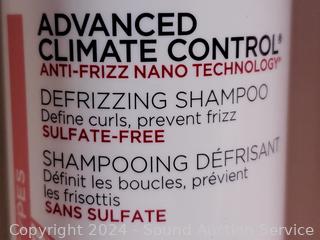 ADVANCED
CLIMATE CONTROL®
ANTI-FRIZZ NANO TECHNOLOGY®
DEFRIZZING SHAMPOO
Define curls, prevent frizz
SULFATE-FREE
SHAMPOOING DÉFRISANT
Définit les boucles, prévient
les frisottis
SANS SULFATE
Copyright 2024 - Sound Auction Service